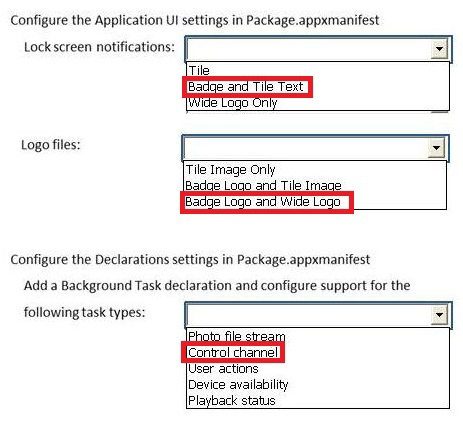 Configure the Application UI settings in Package.appxmanifest
Lock screen notifications:
Tile
Badge and Tile Text
Wide Logo Only
Logo files:
Tile Image Only
Badge Logo and Tile Image
Badge Logo and Wide Logo
Configure the Declarations settings in Package.appxmanifest
Add a Background Task declaration and configure support for the
following task types:
Photo file stream
Control channel
User actions
Device availability
Playback status